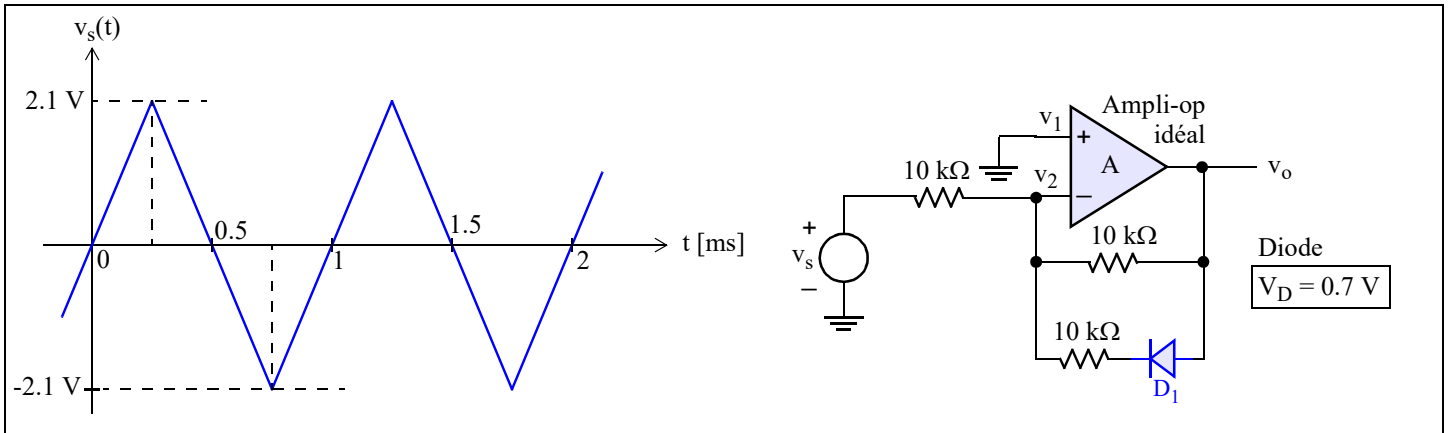 vs(t)
2.1 V
0
0.5
1
1.5
2
t [ms]
-2.1 V
Ampli-op
idéal
v1
+
A
10 kΩ
v2
−
vo
+
vs
−
10 kΩ
10 kΩ
D1
Diode
VD = 0.7 V